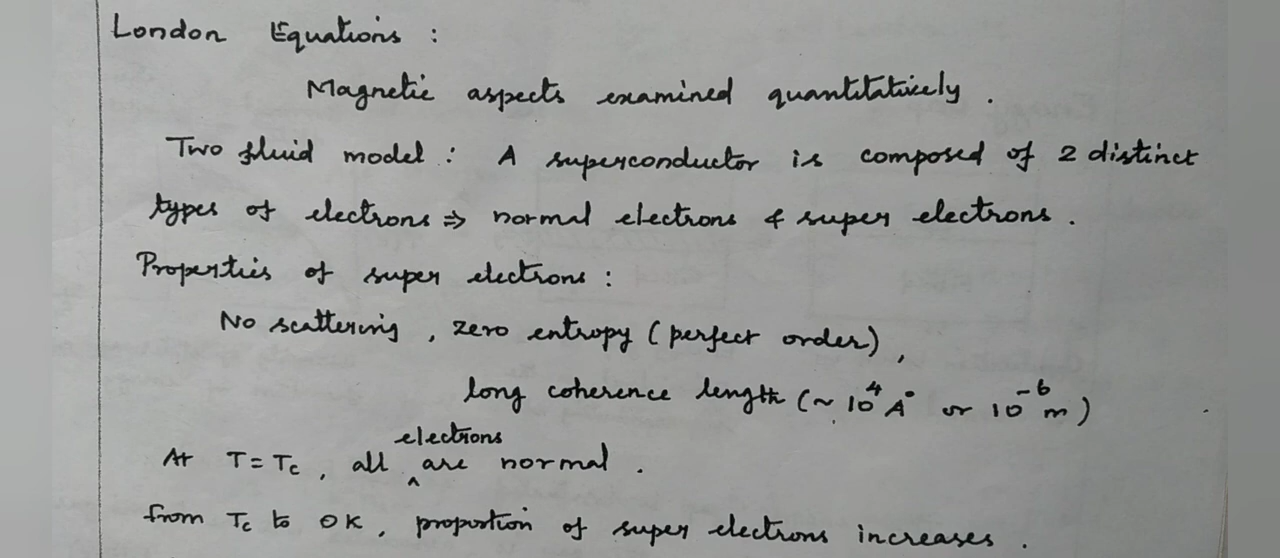 London Equations :
Magnetic aspects examined quantitatively .
Two fluid model : A superconductor is composed of 2 distinct
types of electrons ⇒ normal electrons & super electrons .
Properties of super electrons :
No scattering , zero entropy ( perfect order ) ,
long coherence length ( ~ 10⁴ A° or 10⁻⁶ m )
At T = Tc , all electrons are normal .
from Tc to 0K , proportion of super electrons increases .